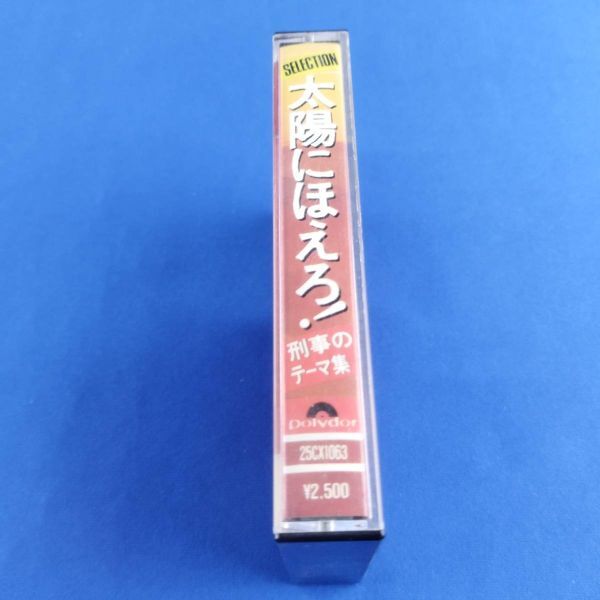 SELECTION
太陽にほえろ!
刑事の
テーマ集
polydor
25CX1063
¥2.500